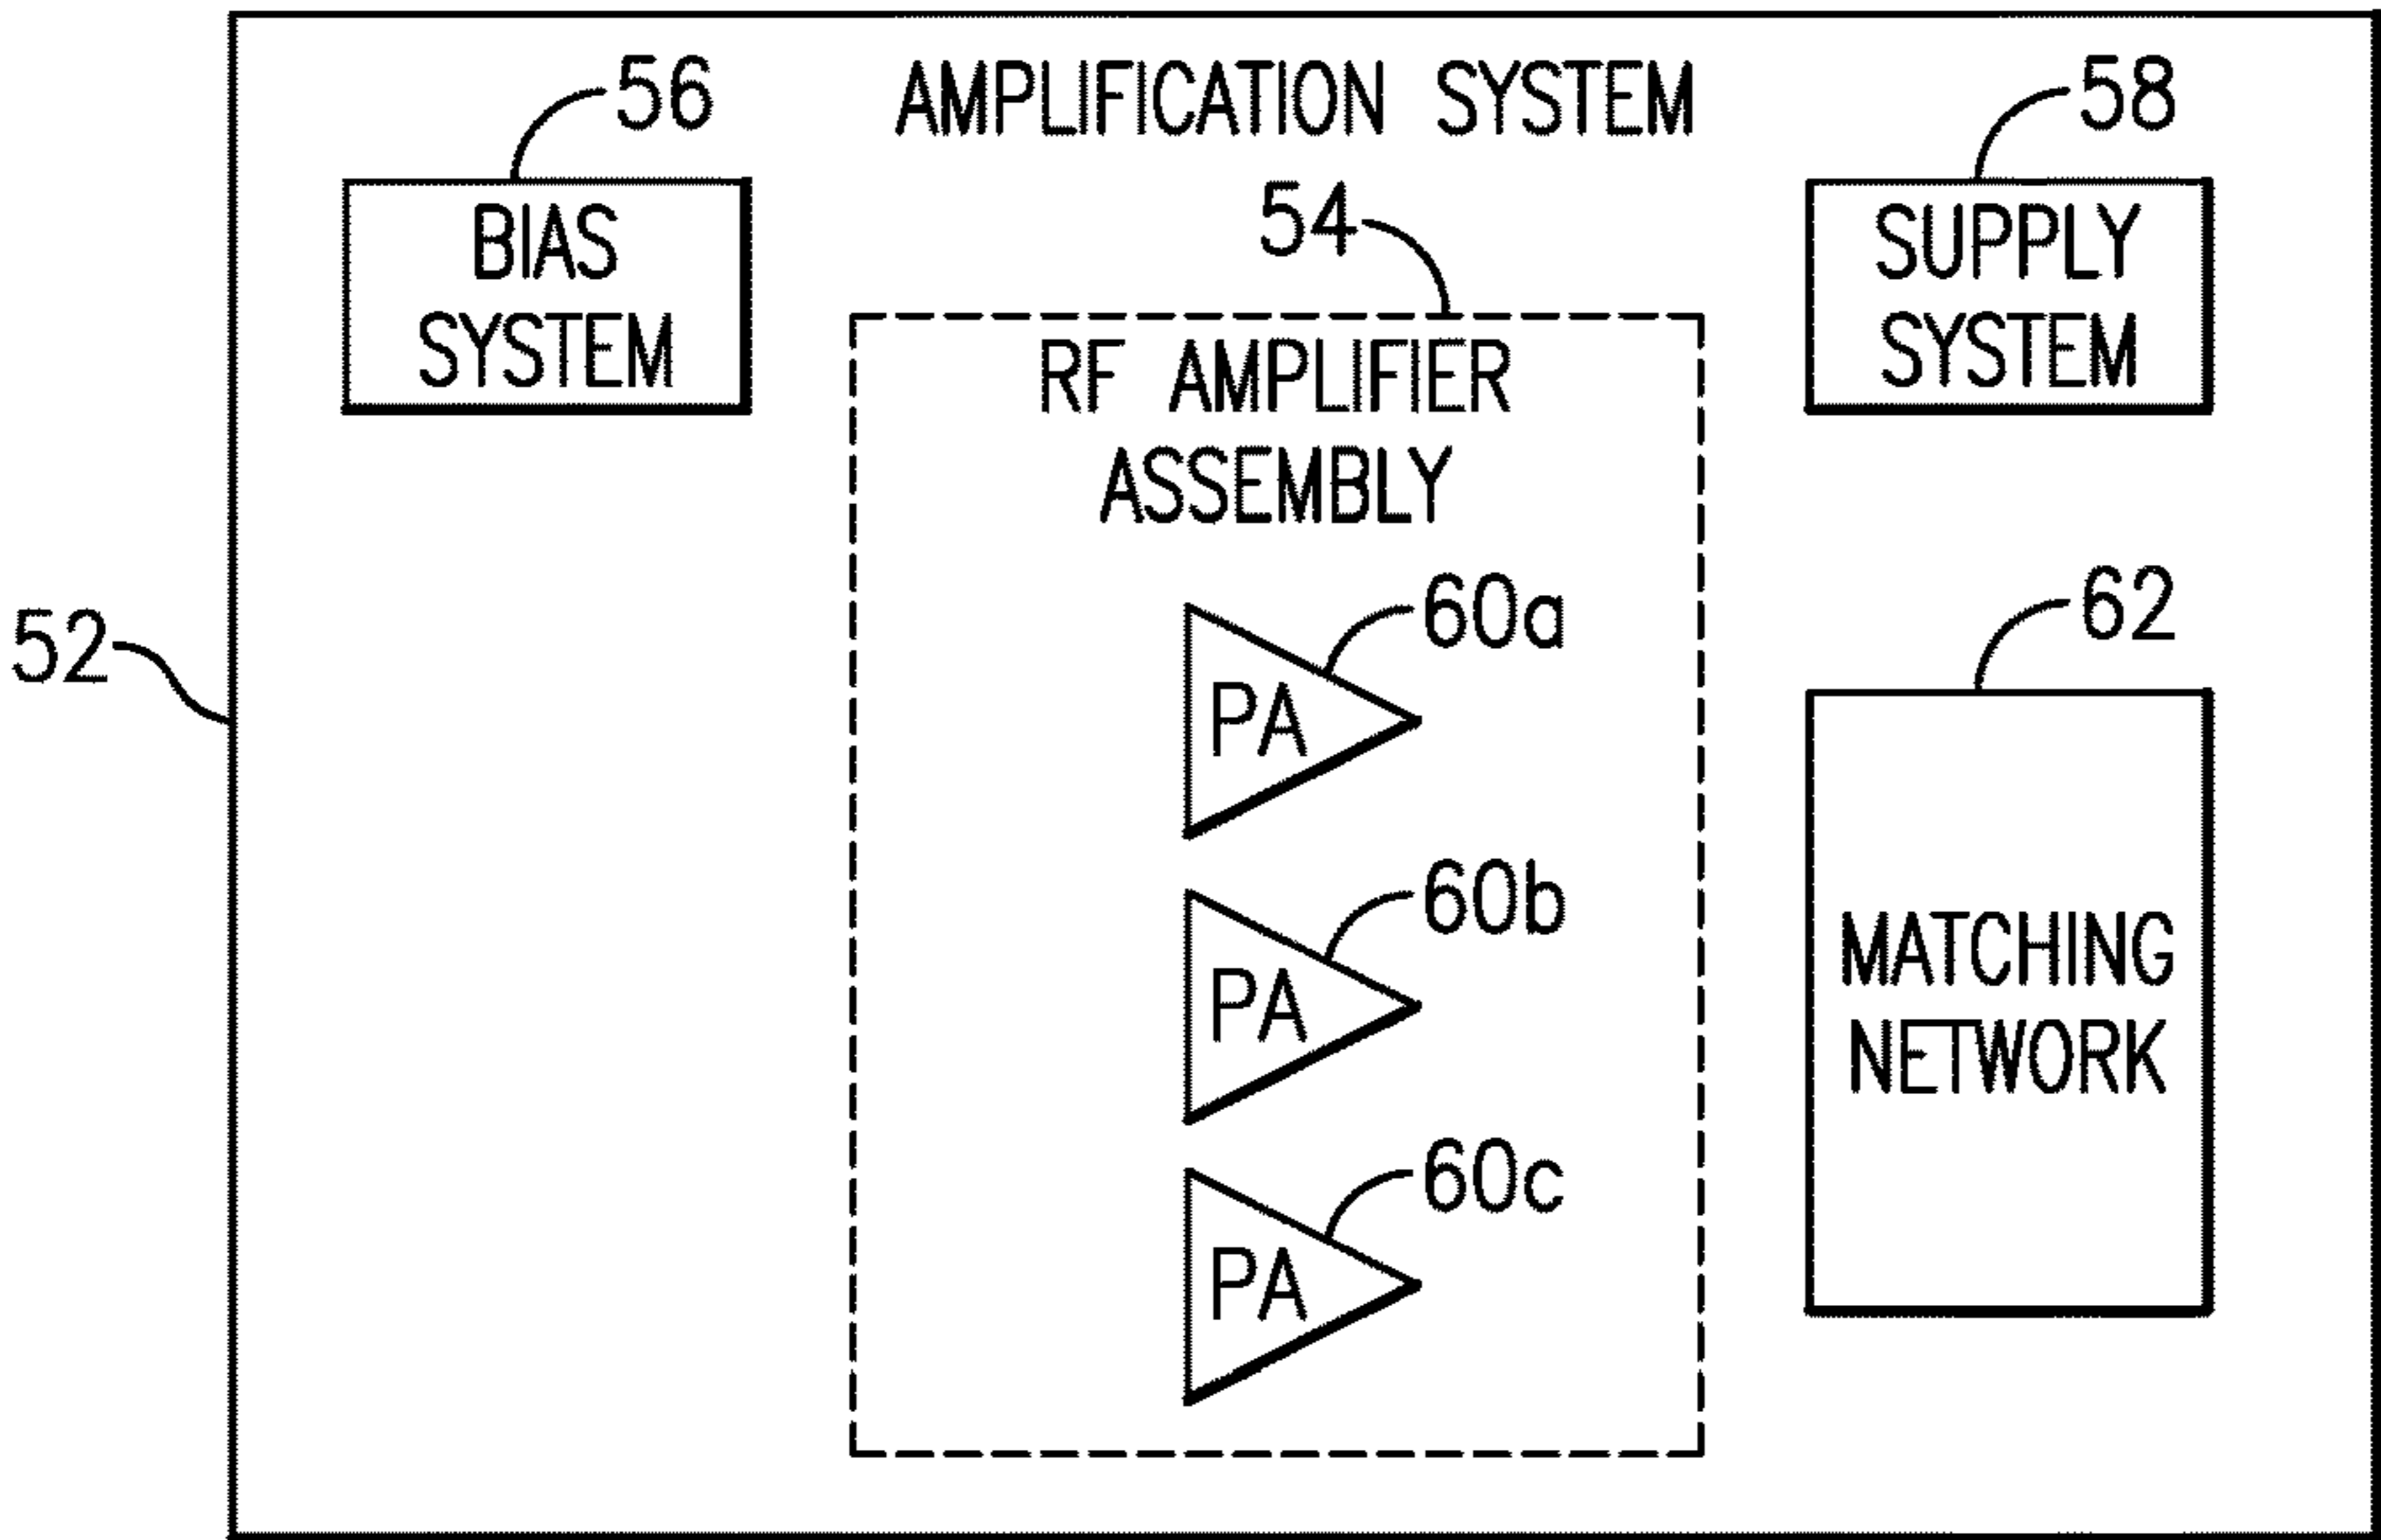 AMPLIFICATION SYSTEM
56
58
BIAS
SYSTEM
54
SUPPLY
SYSTEM
RF AMPLIFIER
ASSEMBLY
52
60a
PA
62
60b
PA
MATCHING
NETWORK
60c
PA